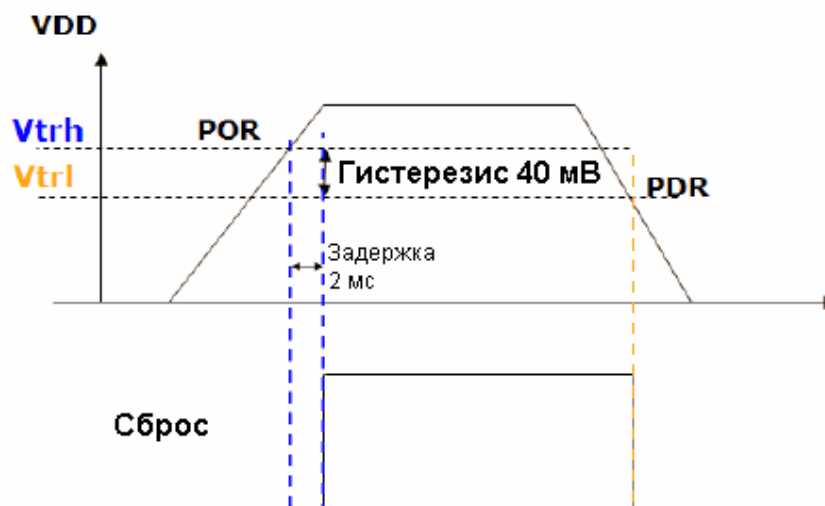 VDD
Vtrh
POR
Vtrl
Гистерезис 40 мВ
PDR
Задержка
2 мс
Сброс